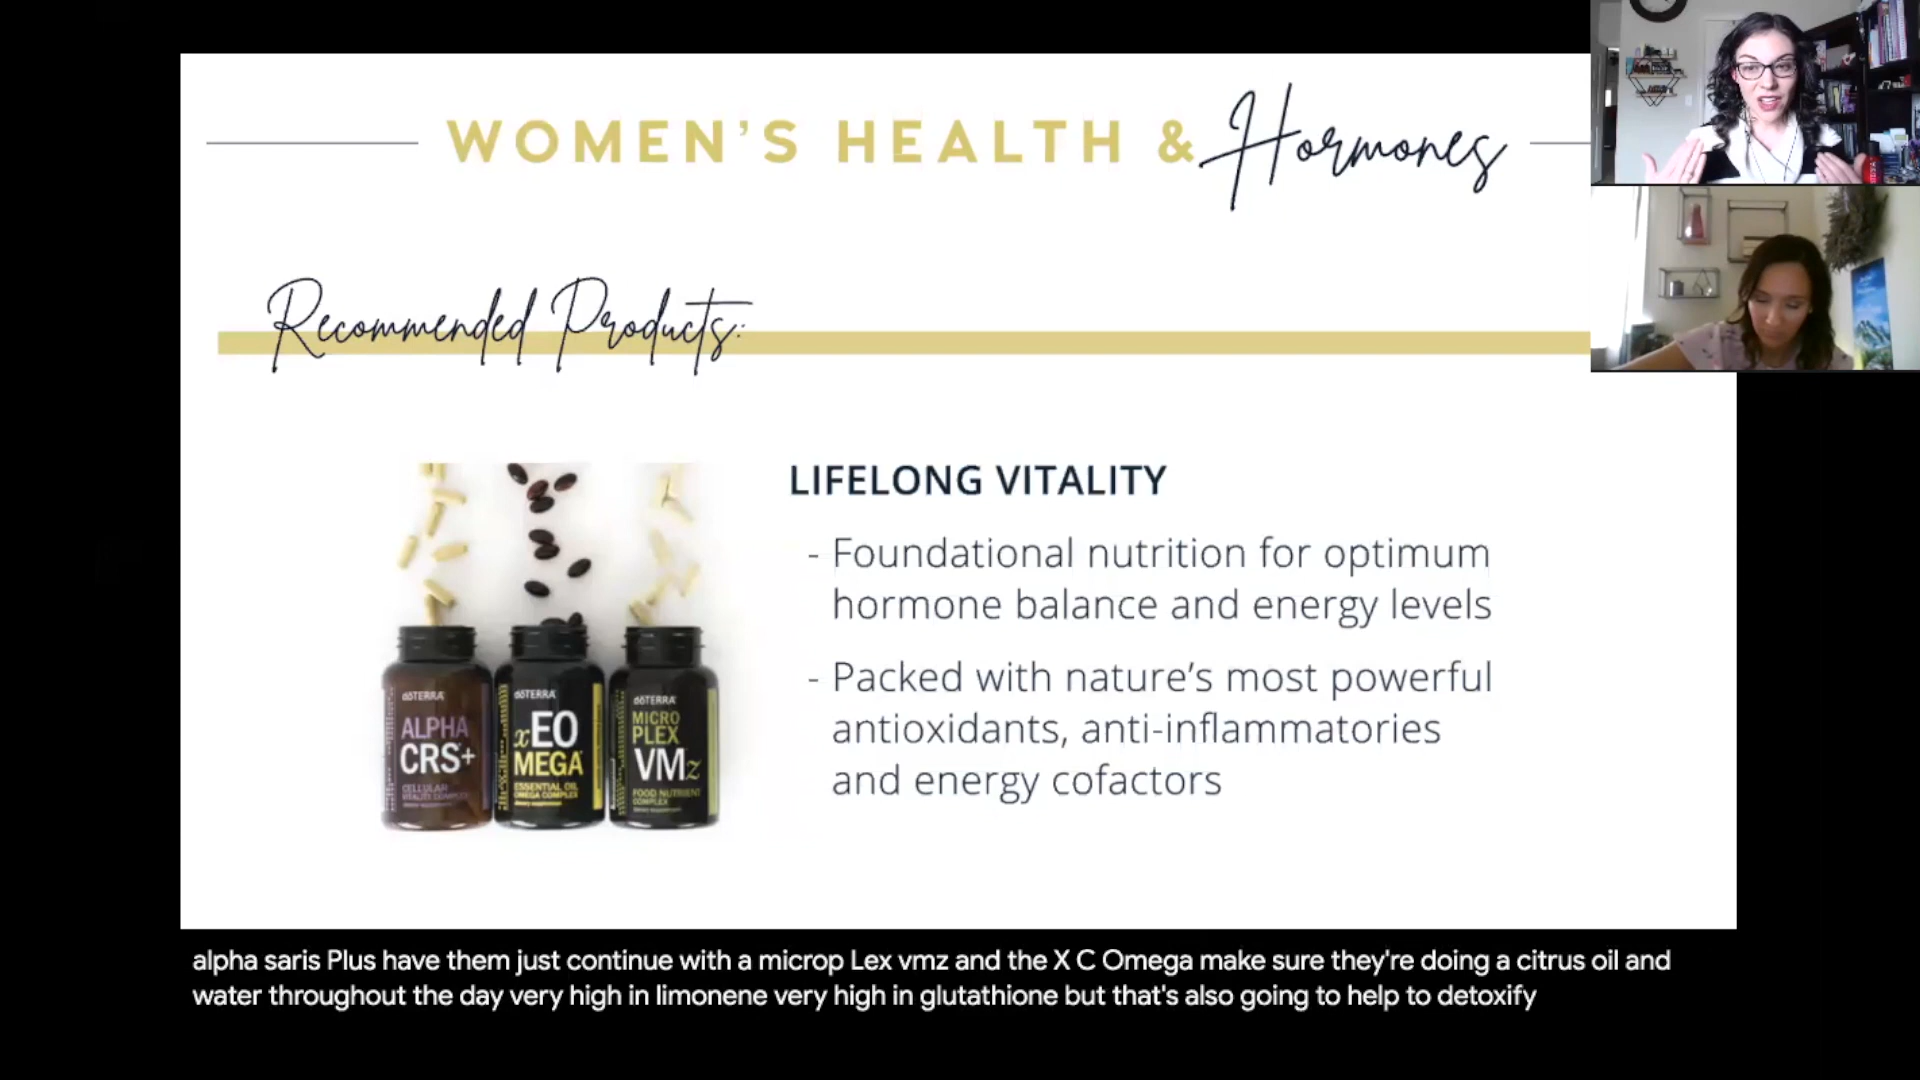 WOMEN'S HEALTH & Hormones
Recommended Products:
LIFELONG VITALITY
- Foundational nutrition for optimum
hormone balance and energy levels
- Packed with nature's most powerful
antioxidants, anti-inflammatories
and energy cofactors
dōTERRA
ALPHA
CRS+
CELLULAR
VITALITY COMPLEX
dōTERRA
xEO
MEGA
ESSENTIAL OIL
OMEGA COMPLEX
dōTERRA
MICRO
PLEX
VMz
FOOD NUTRIENT
COMPLEX
alpha saris Plus have them just continue with a microp Lex vmz and the X C Omega make sure they're doing a citrus oil and
water throughout the day very high in limonene very high in glutathione but that's also going to help to detoxify